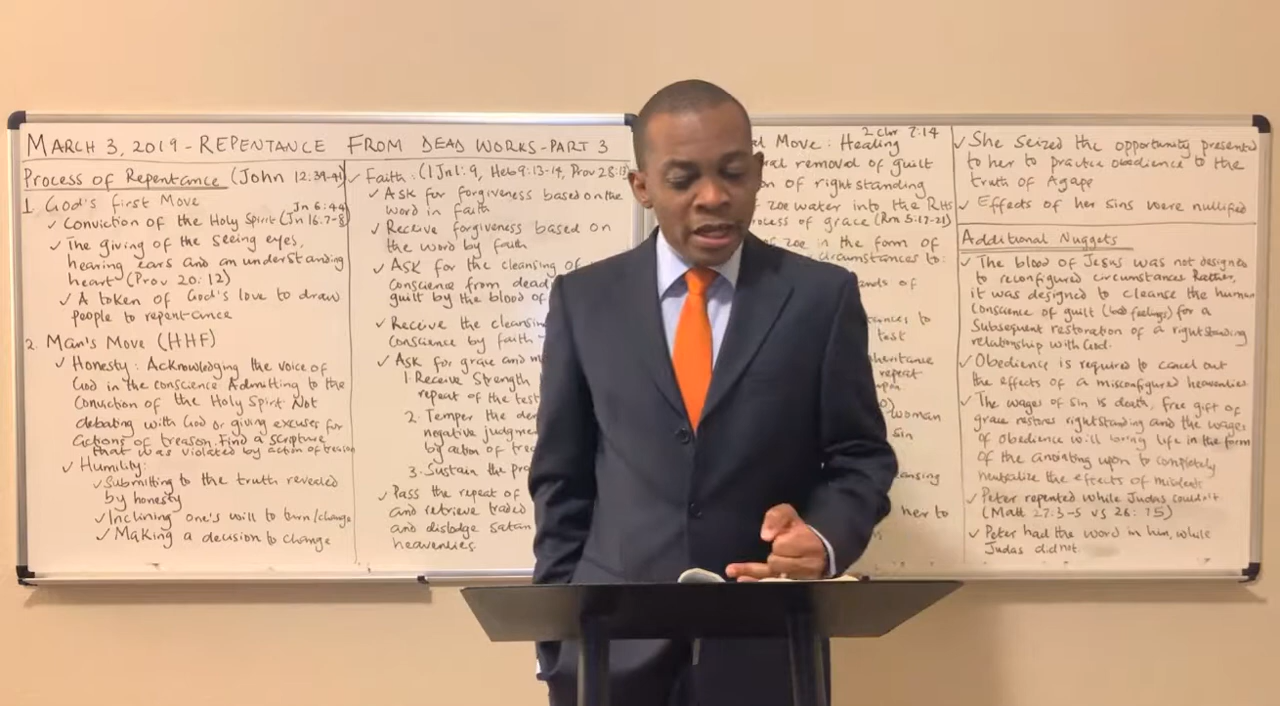 MARCH 3, 2019 - REPENTANCE FROM DEAD WORKS - PART 3
Process of Repentance (John 12:39-41)
1. God's first Move Jn 6:44
✓ Conviction of the Holy Spirit (Jn 16:7-8)
✓ The giving of the seeing eyes,
hearing ears and an understanding
heart (Prov 20:12)
✓ A token of God's love to draw
people to repentance
2. Man's Move (HHF)
✓ Honesty: Acknowledging the voice of
God in the conscience Admitting to the
Conviction of the Holy Spirit Not
debating with God or giving excuses for
actions of treason. Find a scripture
that was violated by action of treason
✓ Humility:
✓ Submitting to the truth revealed
by honesty
✓ Inclining one's will to turn/change
✓ Making a decision to change
✓ Faith: (1 Jn 1:9, Heb 9:13-14, Prov 28:13)
✓ Ask for forgiveness based on the
word in faith
✓ Receive forgiveness based on
the word by faith
✓ Ask for the cleansing of
Conscience from dead
guilt by the blood of
✓ Receive the cleansing
Conscience by faith
✓ Ask for grace and
1. Receive Strength
repeat of the test
2. Temper the
negative
by action of
3. Sustain the
✓ Pass the repeat of
and retrieve traded
and dislodge satan
heavenlies
2 chr 7:14
Move: Healing
removal of guilt
of rightstanding
zoe water into the RHS
process of grace (Rm 5:17-21)
zoe in the form of
circumstances to:
of
to
test
inheritance
repeat
upon
woman
sin
cleansing
her to
✓ She seized the opportunity presented
to her to practice obedience to the
truth of Agape
✓ Effects of her sins were nullified
Additional Nuggets
✓ The blood of Jesus was not designed
to reconfigured circumstances Rather,
it was designed to cleanse the human
Conscience of guilt (bad feelings) for a
Subsequent restoration of a rightstanding
relationship with God.
✓ Obedience is required to cancel out
the effects of a misconfigured heavenlies
✓ The wages of sin is death, free gift of
grace restores rightstanding and the wages
of obedience will bring life in the form
of the anointing upon to completely
neutralize the effects of
✓ Peter repented while Judas couldn't
(Matt 27:3-5 vs 26:75)
✓ Peter had the word in him, while
Judas did not.